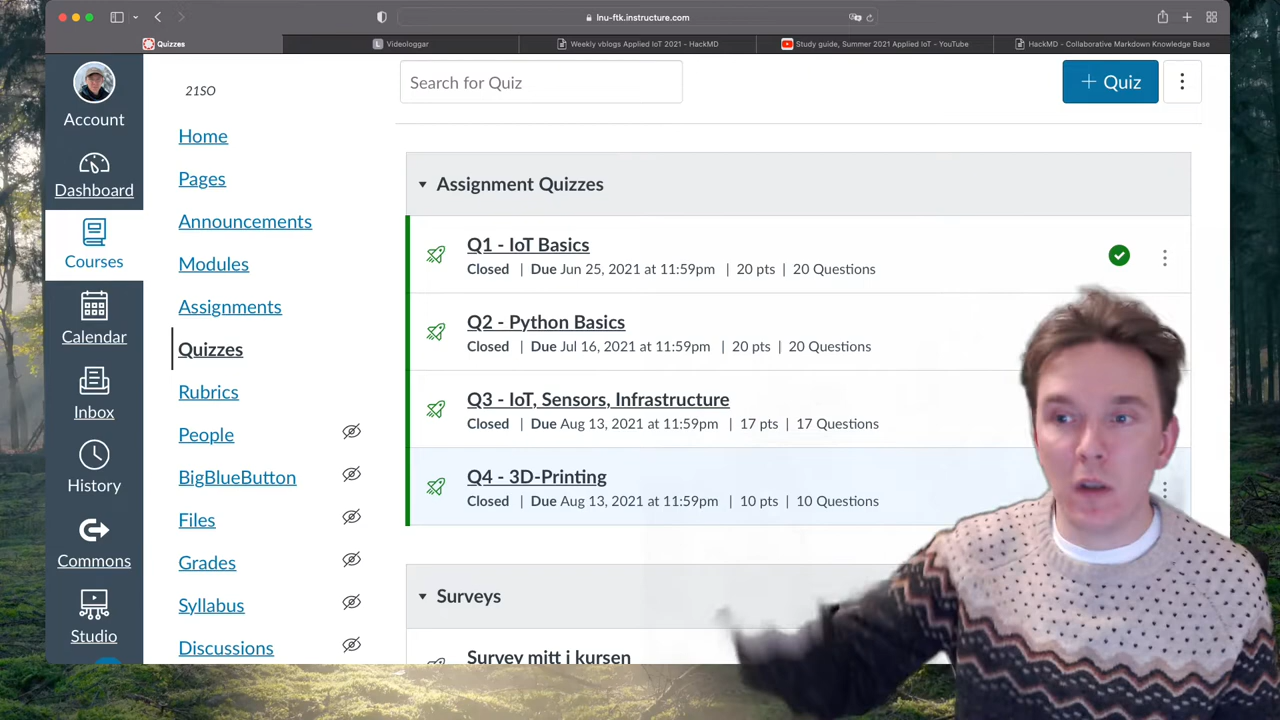 lnu-ftk.instructure.com
Quizzes
L Videologgar
Weekly vblogs Applied IoT 2021 - HackMD
Study guide, Summer 2021 Applied IoT - YouTube
HackMD - Collaborative Markdown Knowledge Base
Account
Dashboard
Courses
Calendar
Inbox
History
Commons
Studio
21SO
Home
Pages
Announcements
Modules
Assignments
Quizzes
Rubrics
People
BigBlueButton
Files
Grades
Syllabus
Discussions
Search for Quiz
+ Quiz
Assignment Quizzes
Q1 - IoT Basics
Closed | Due Jun 25, 2021 at 11:59pm | 20 pts | 20 Questions
Q2 - Python Basics
Closed | Due Jul 16, 2021 at 11:59pm | 20 pts | 20 Questions
Q3 - IoT, Sensors, Infrastructure
Closed | Due Aug 13, 2021 at 11:59pm | 17 pts | 17 Questions
Q4 - 3D-Printing
Closed | Due Aug 13, 2021 at 11:59pm | 10 pts | 10 Questions
Surveys
Survey mitt i kursen